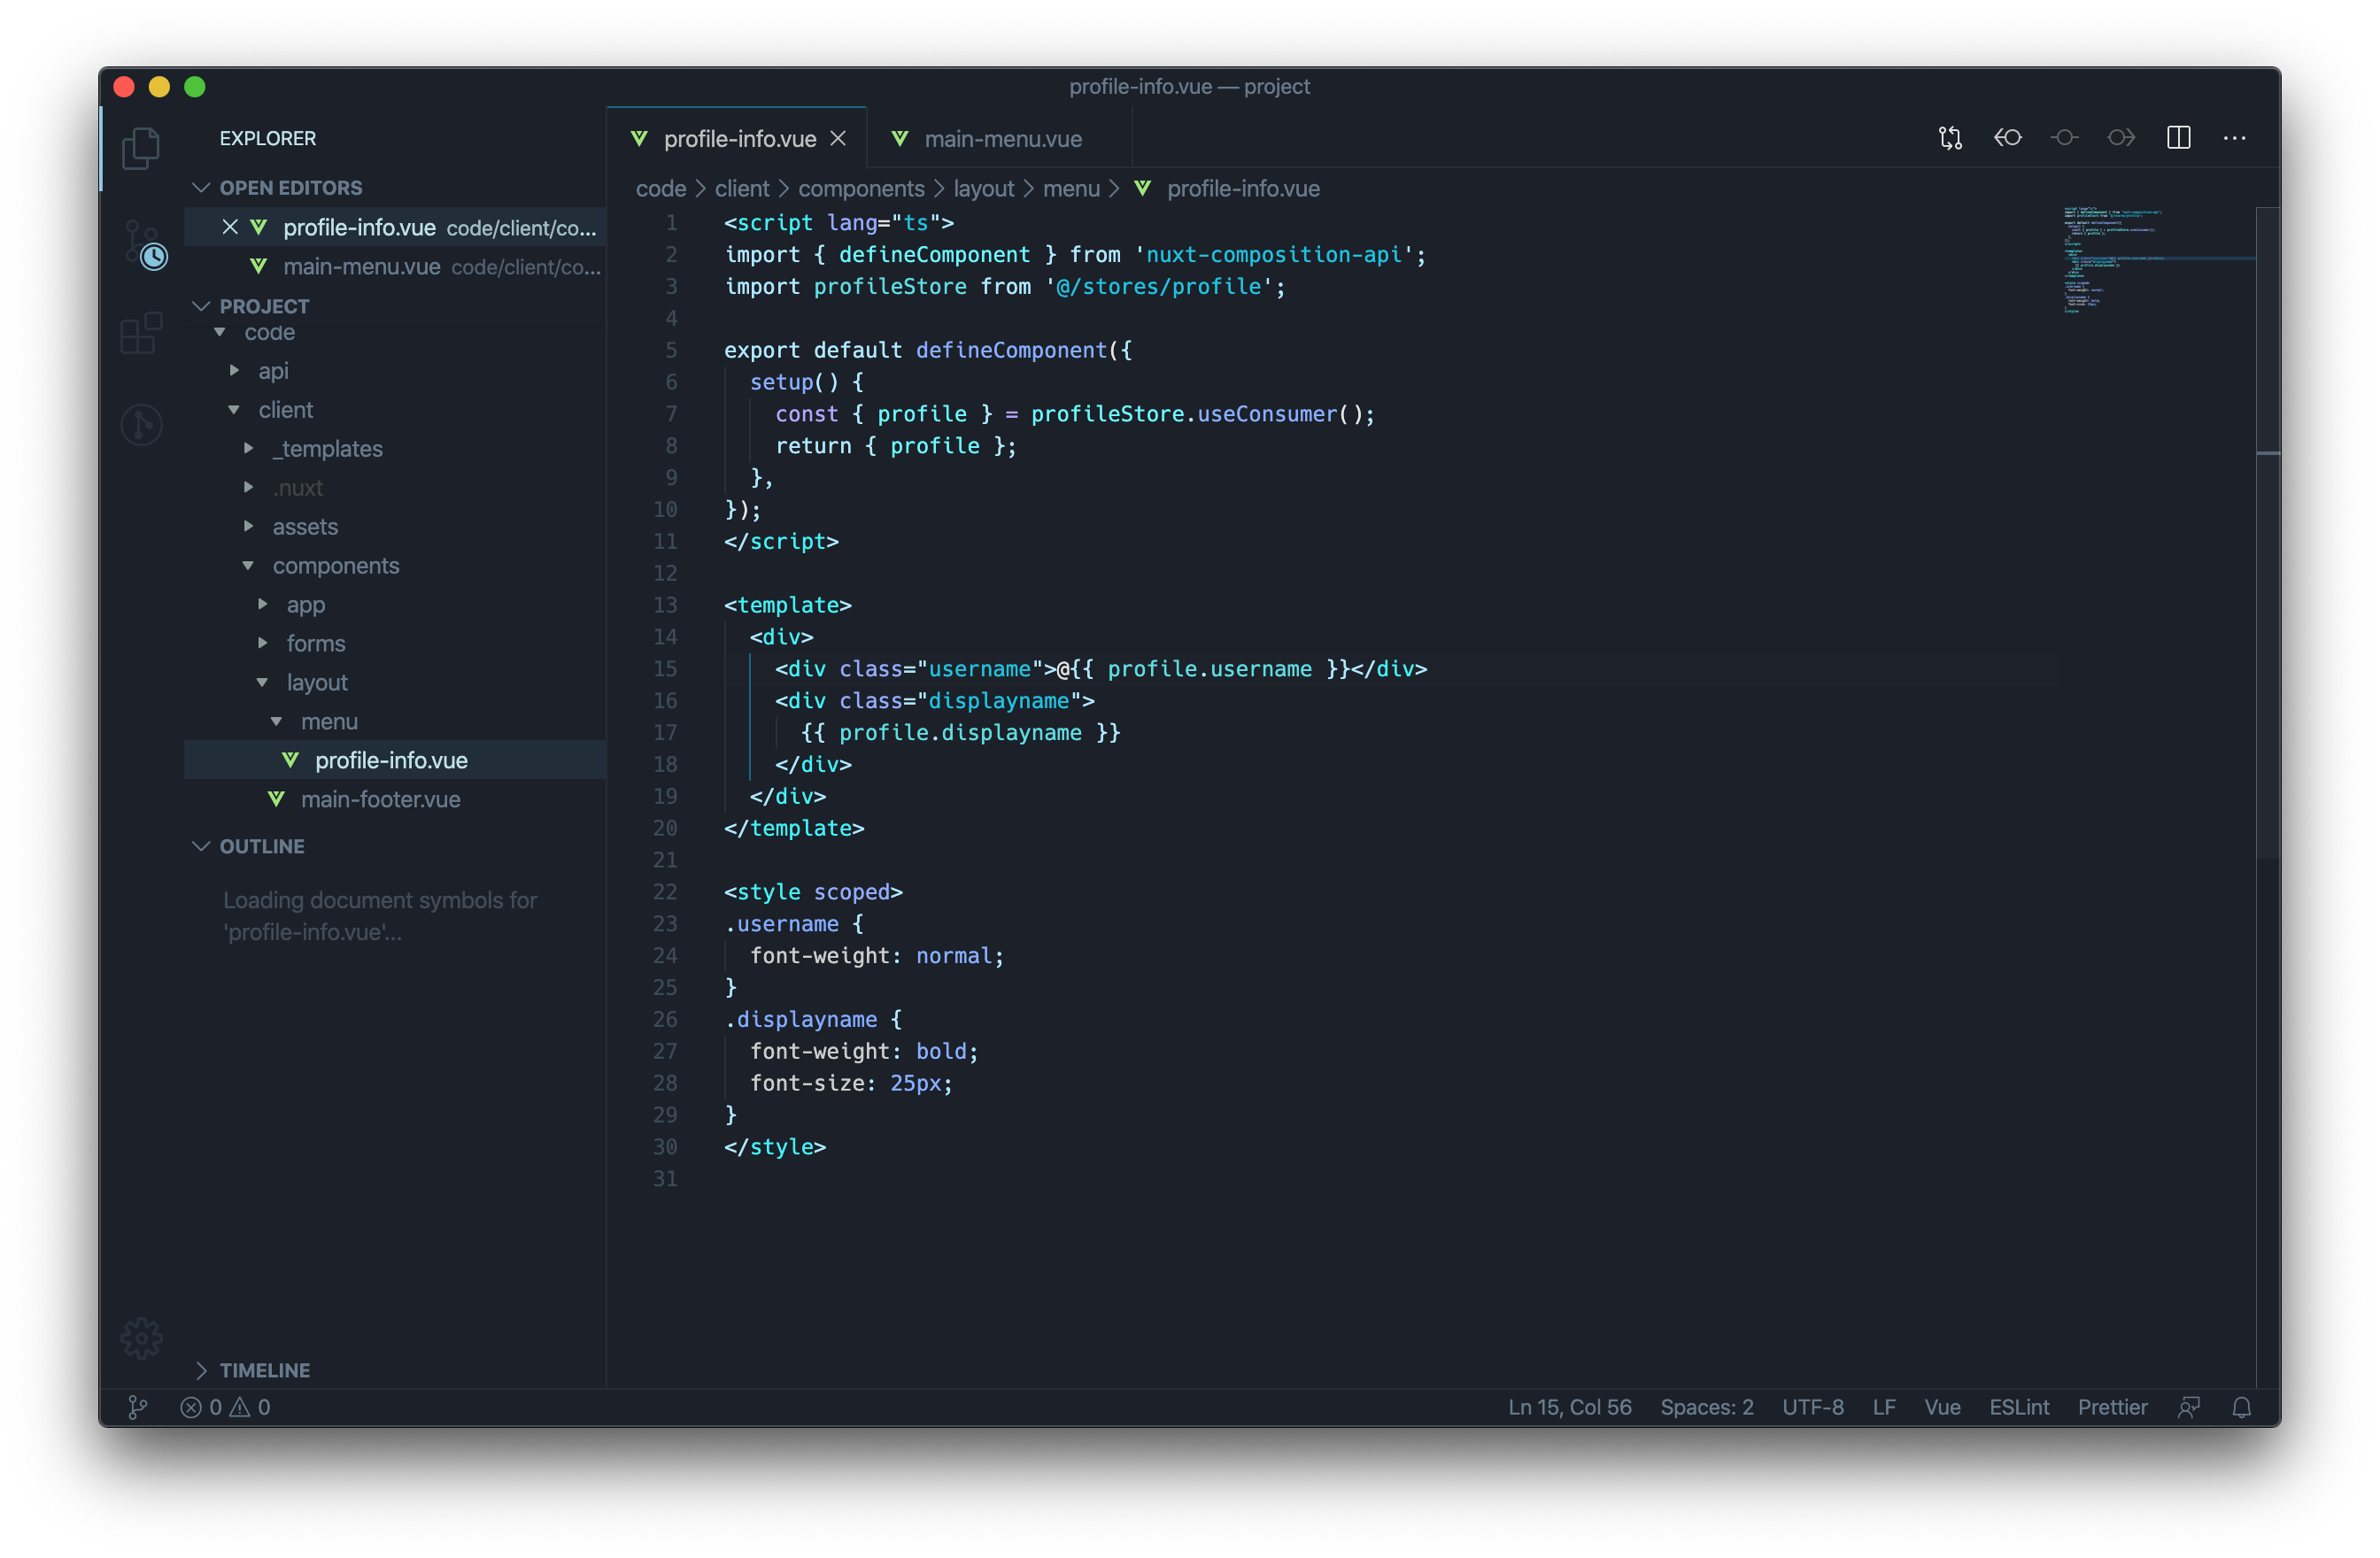 profile-info.vue — project
EXPLORER
OPEN EDITORS
profile-info.vue code/client/co...
main-menu.vue code/client/co...
PROJECT
code
api
client
_templates
.nuxt
assets
components
app
forms
layout
menu
profile-info.vue
main-footer.vue
OUTLINE
Loading document symbols for
'profile-info.vue'...
TIMELINE
profile-info.vue
main-menu.vue
code > client > components > layout > menu > profile-info.vue
1 <script lang="ts">
2 import { defineComponent } from 'nuxt-composition-api';
3 import profileStore from '@/stores/profile';
4
5 export default defineComponent({
6   setup() {
7     const { profile } = profileStore.useConsumer();
8     return { profile };
9   },
10 });
11 </script>
12
13 <template>
14   <div>
15     <div class="username">@{{ profile.username }}</div>
16     <div class="displayname">
17       {{ profile.displayname }}
18     </div>
19   </div>
20 </template>
21
22 <style scoped>
23 .username {
24   font-weight: normal;
25 }
26 .displayname {
27   font-weight: bold;
28   font-size: 25px;
29 }
30 </style>
31
0 0
Ln 15, Col 56 Spaces: 2 UTF-8 LF Vue ESLint Prettier